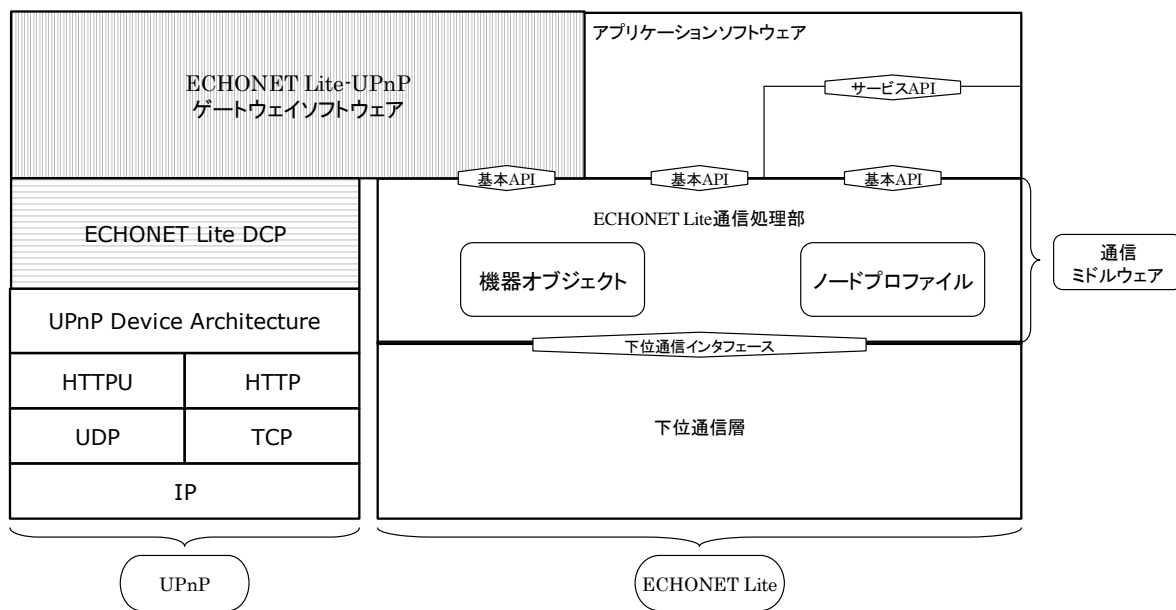 ECHONET Lite-UPnP
ゲートウェイソフトウェア
アプリケーションソフトウェア
サービスAPI
基本API
基本API
基本API
ECHONET Lite DCP
ECHONET Lite通信処理部
機器オブジェクト
ノードプロファイル
通信
ミドルウェア
UPnP Device Architecture
下位通信インタフェース
HTTPU
HTTP
UDP
TCP
下位通信層
IP
UPnP
ECHONET Lite